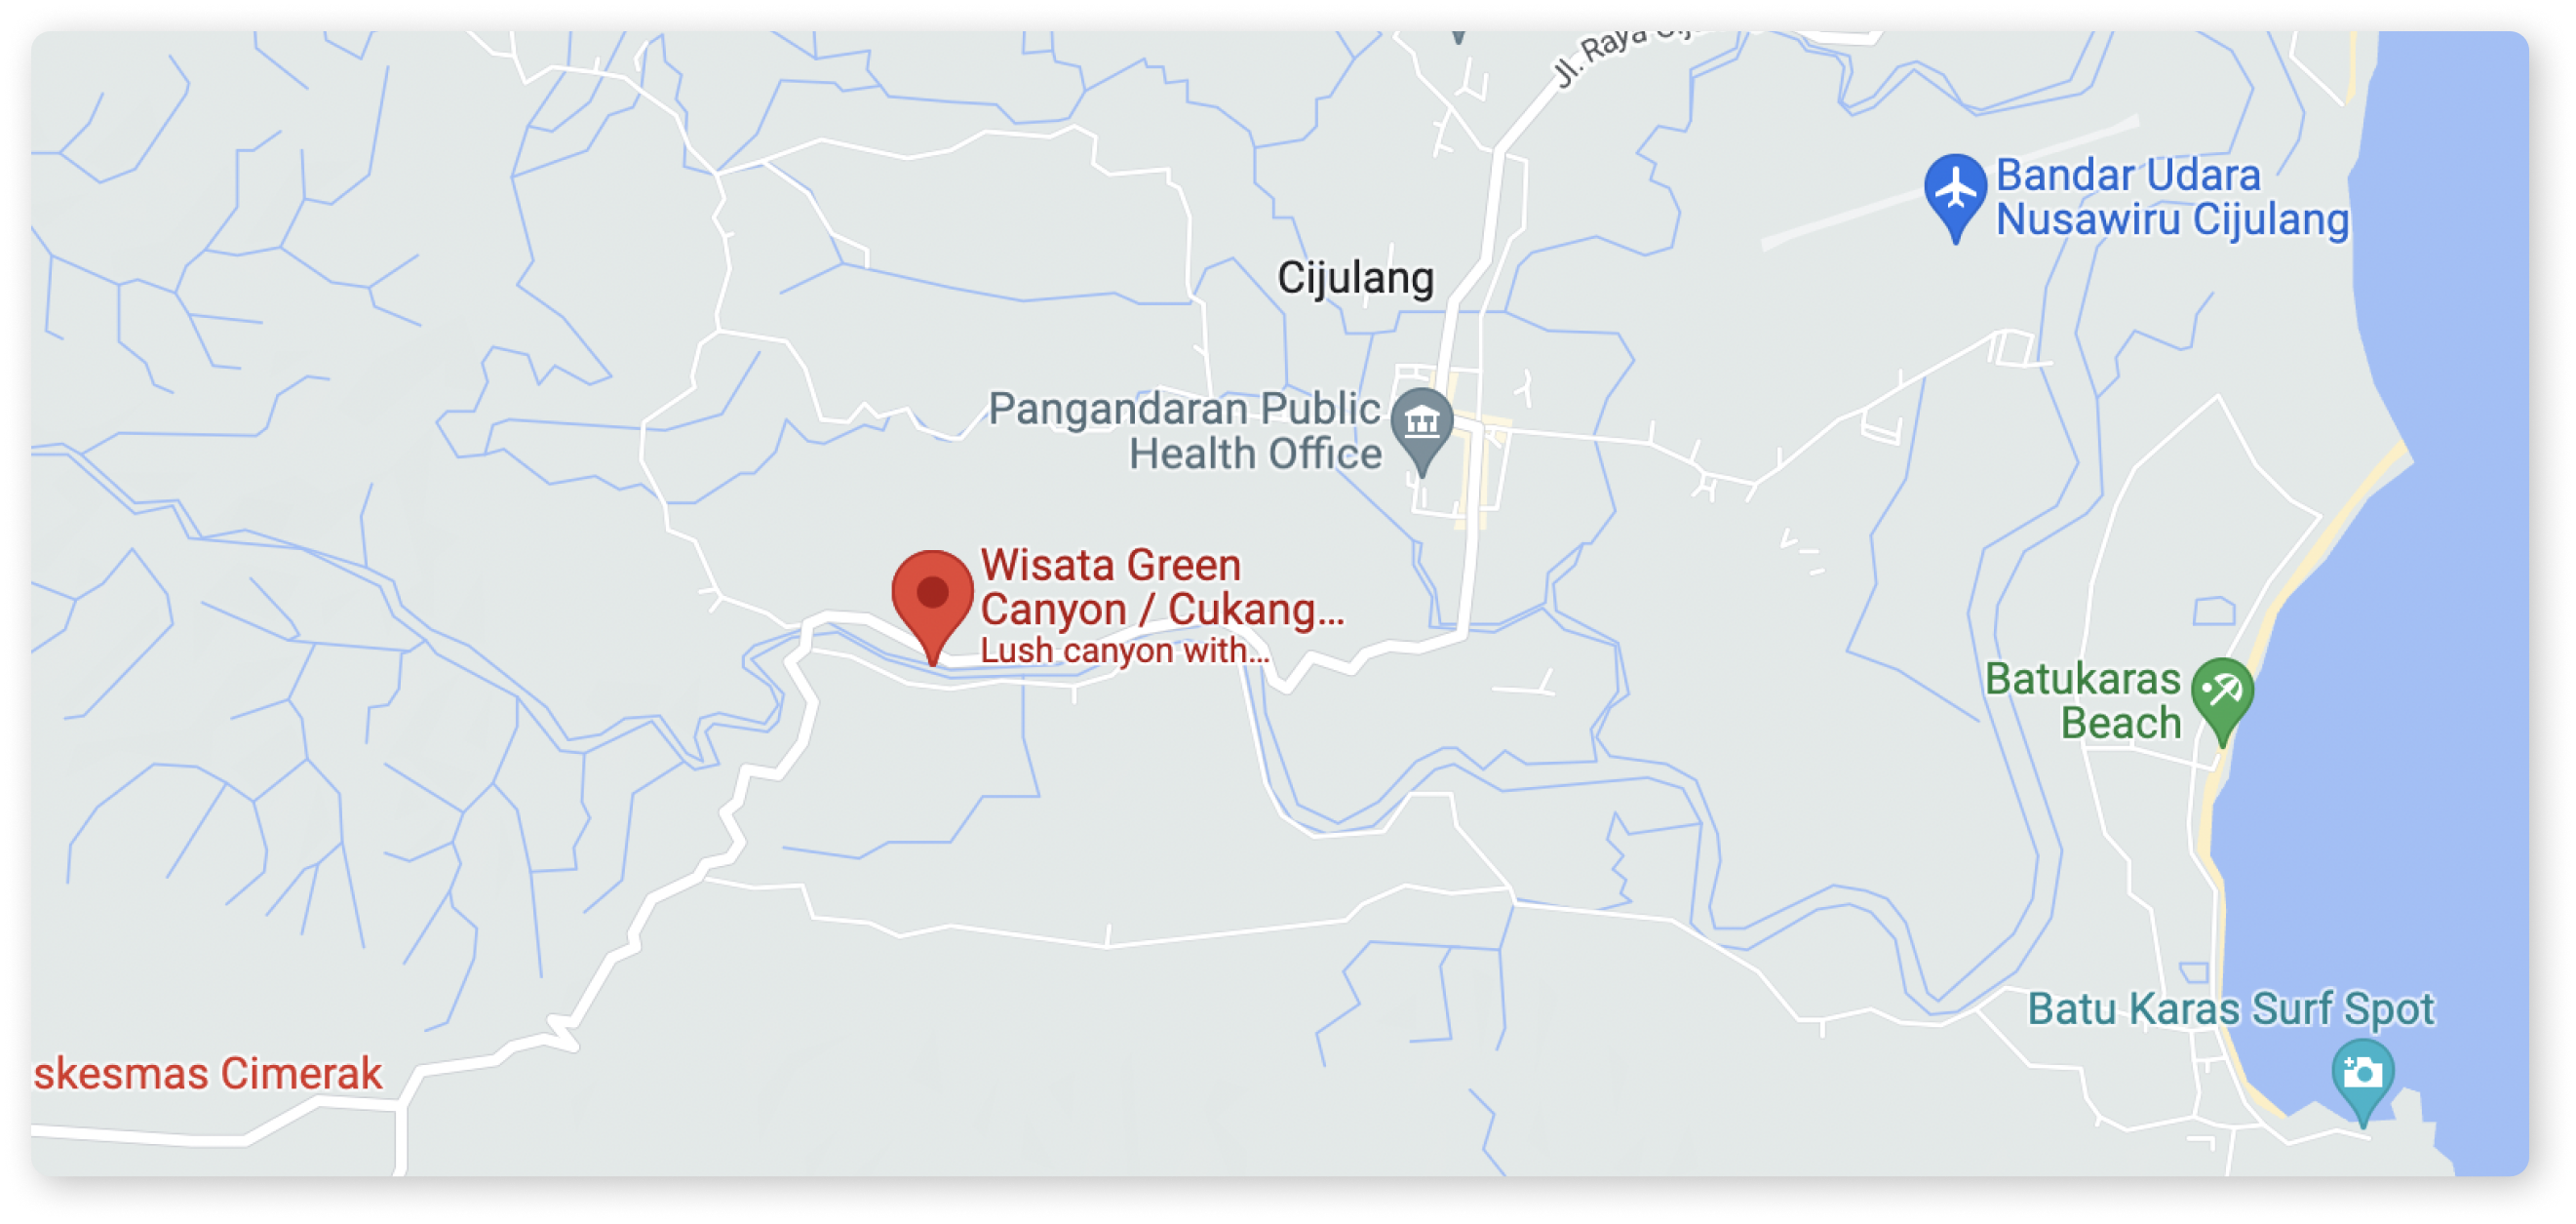 Jl. Raya
Bandar Udara
Nusawiru Cijulang
Cijulang
Pangandaran Public
Health Office
Wisata Green
Canyon / Cukang...
Lush canyon with...
Batukaras
Beach
Batu Karas Surf Spot
skesmas Cimerak